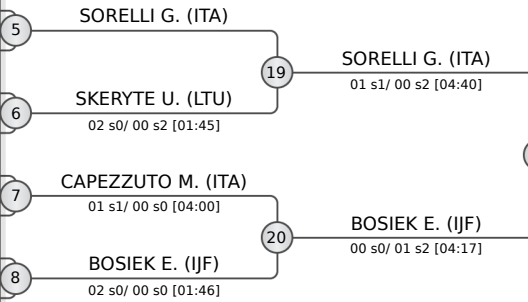 SORELLI G. (ITA)
5
19
SORELLI G. (ITA)
01 s1/ 00 s2 [04:40]
SKERYTE U. (LTU)
6
02 s0/ 00 s2 [01:45]
CAPEZZUTO M. (ITA)
7
01 s1/ 00 s0 [04:00]
20
BOSIEK E. (IJF)
00 s0/ 01 s2 [04:17]
BOSIEK E. (IJF)
8
02 s0/ 00 s0 [01:46]